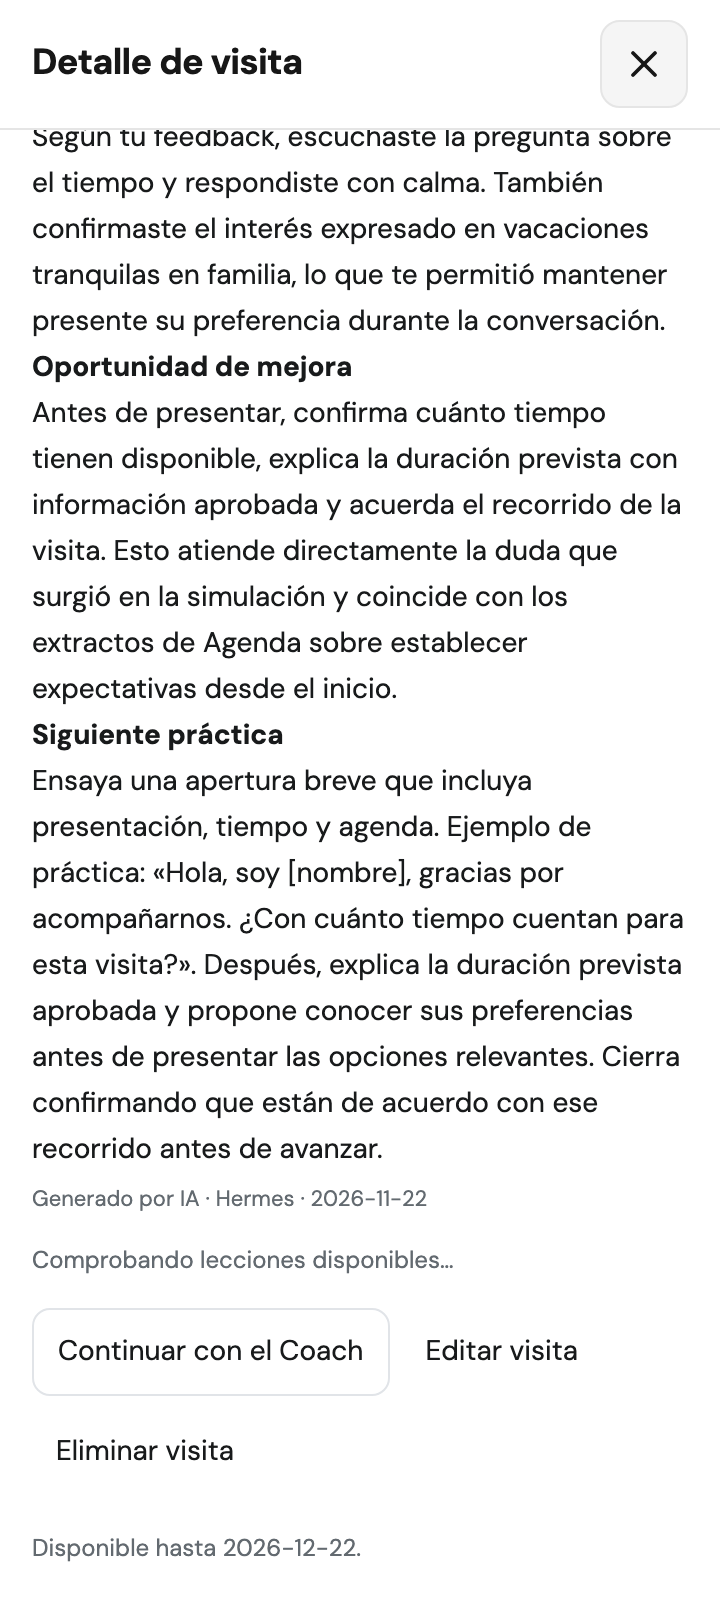 Detalle de visita
Según tu feedback, escuchaste la pregunta sobre
el tiempo y respondiste con calma. También
confirmaste el interés expresado en vacaciones
tranquilas en familia, lo que te permitió mantener
presente su preferencia durante la conversación.
Oportunidad de mejora
Antes de presentar, confirma cuánto tiempo
tienen disponible, explica la duración prevista con
información aprobada y acuerda el recorrido de la
visita. Esto atiende directamente la duda que
surgió en la simulación y coincide con los
extractos de Agenda sobre establecer
expectativas desde el inicio.
Siguiente práctica
Ensaya una apertura breve que incluya
presentación, tiempo y agenda. Ejemplo de
práctica: «Hola, soy [nombre], gracias por
acompañarnos. ¿Con cuánto tiempo cuentan para
esta visita?». Después, explica la duración prevista
aprobada y propone conocer sus preferencias
antes de presentar las opciones relevantes. Cierra
confirmando que están de acuerdo con ese
recorrido antes de avanzar.
Generado por IA · Hermes · 2026-11-22
Comprobando lecciones disponibles...
Continuar con el Coach
Editar visita
Eliminar visita
Disponible hasta 2026-12-22.